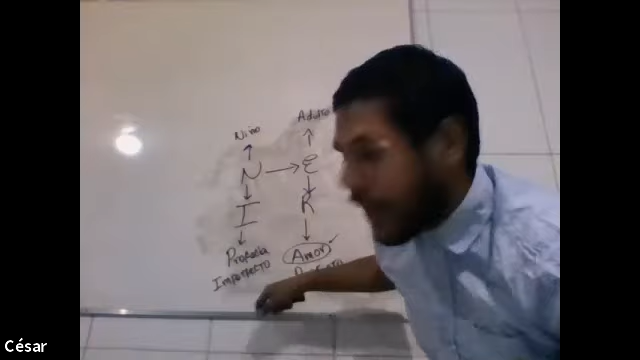 Niño Adulto
N → E
I R
Profecía Amor ✓
Imperfecto
César